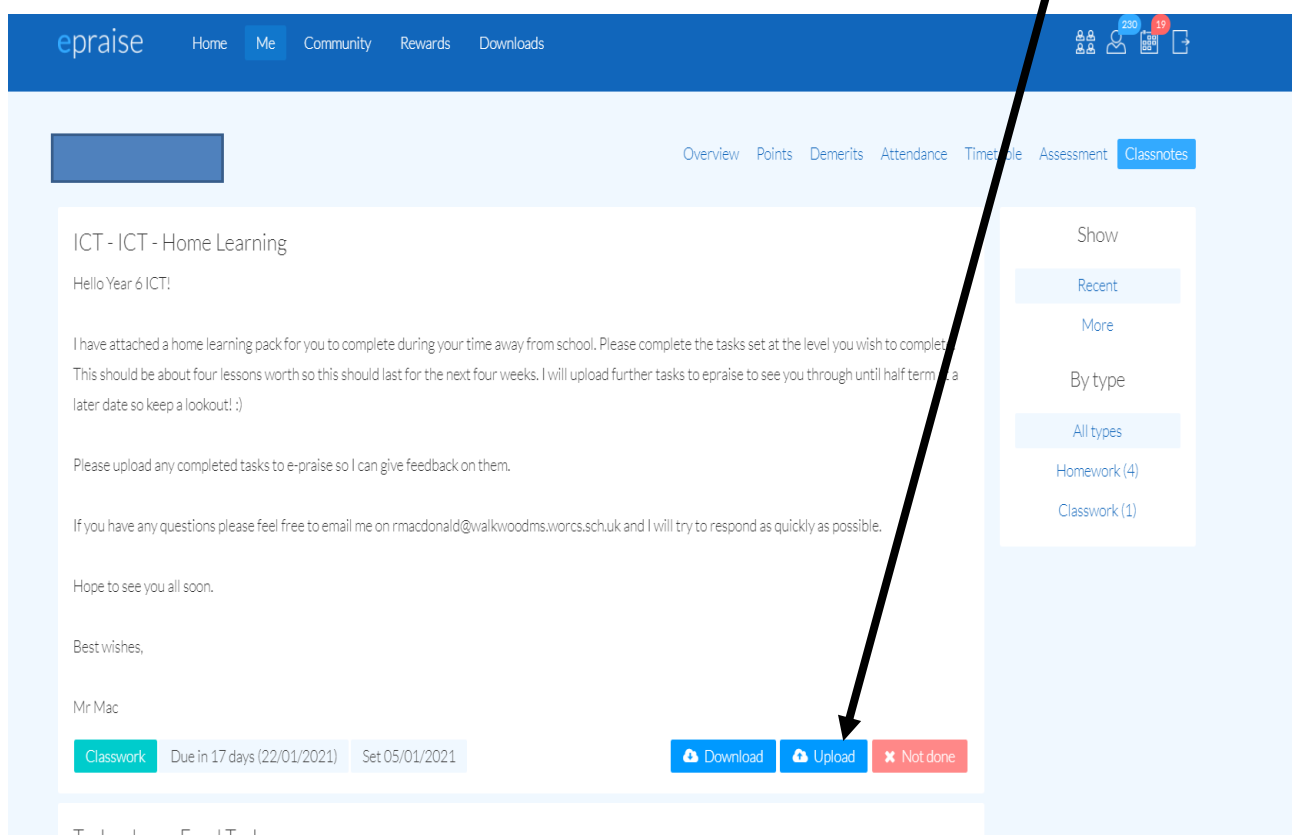 epraise Home Me Community Rewards Downloads 230 19
Overview Points Demerits Attendance Timetable Assessment Classnotes
ICT - ICT - Home Learning
Hello Year 6 ICT!
I have attached a home learning pack for you to complete during your time away from school. Please complete the tasks set at the level you wish to complete.
This should be about four lessons worth so this should last for the next four weeks. I will upload further tasks to epraise to see you through until half term at a
later date so keep a lookout! :)
Please upload any completed tasks to e-praise so I can give feedback on them.
If you have any questions please feel free to email me on rmacdonald@walkwoodms.worcs.sch.uk and I will try to respond as quickly as possible.
Hope to see you all soon.
Best wishes,
Mr Mac
Classwork Due in 17 days (22/01/2021) Set 05/01/2021 Download Upload Not done
Show
Recent
More
By type
All types
Homework (4)
Classwork (1)